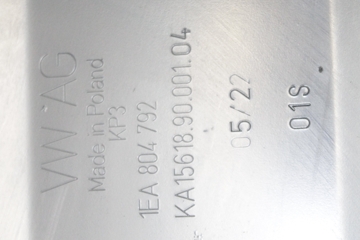 VW AG
Made in Poland
KP3
1EA 804 792
KA15618.90.001.04
05/22
01S